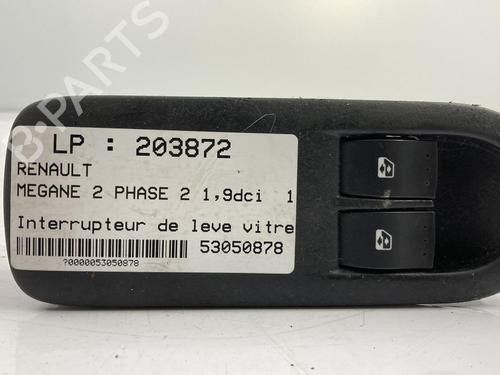 B-PARTS
LP : 203872
RENAULT
MEGANE 2 PHASE 2 1,9dci 1
Interrupteur de leve vitre
53050878
?0000053050878